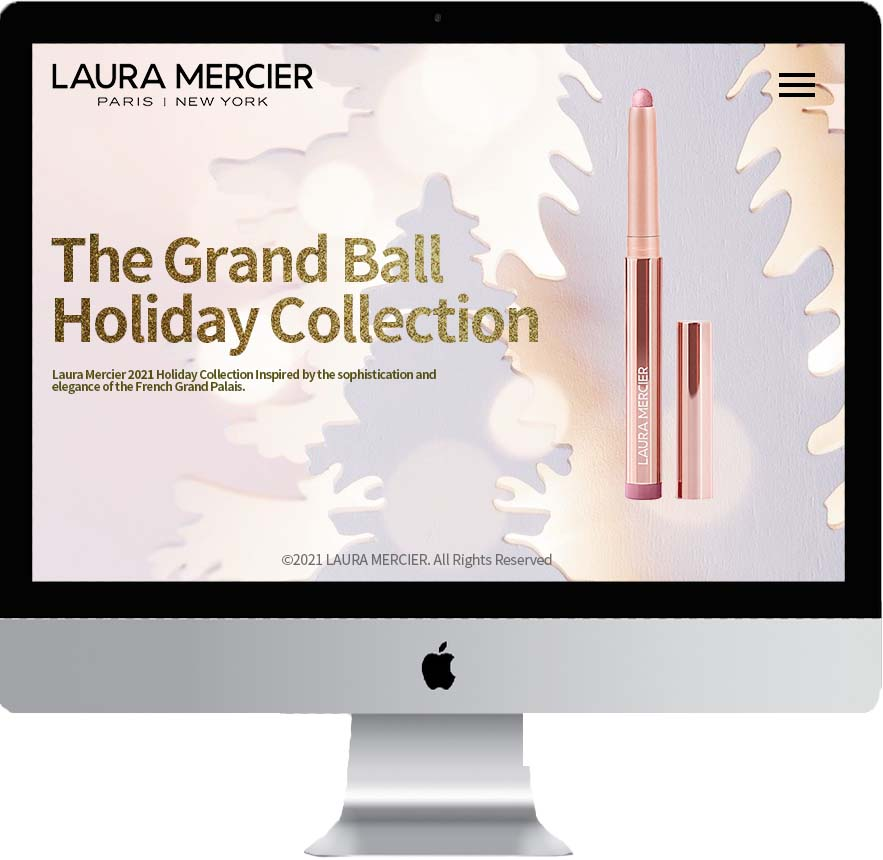 LAURA MERCIER
PARIS | NEW YORK
The Grand Ball
Holiday Collection
Laura Mercier 2021 Holiday Collection Inspired by the sophistication and
elegance of the French Grand Palais.
LAURA MERCIER
©2021 LAURA MERCIER. All Rights Reserved